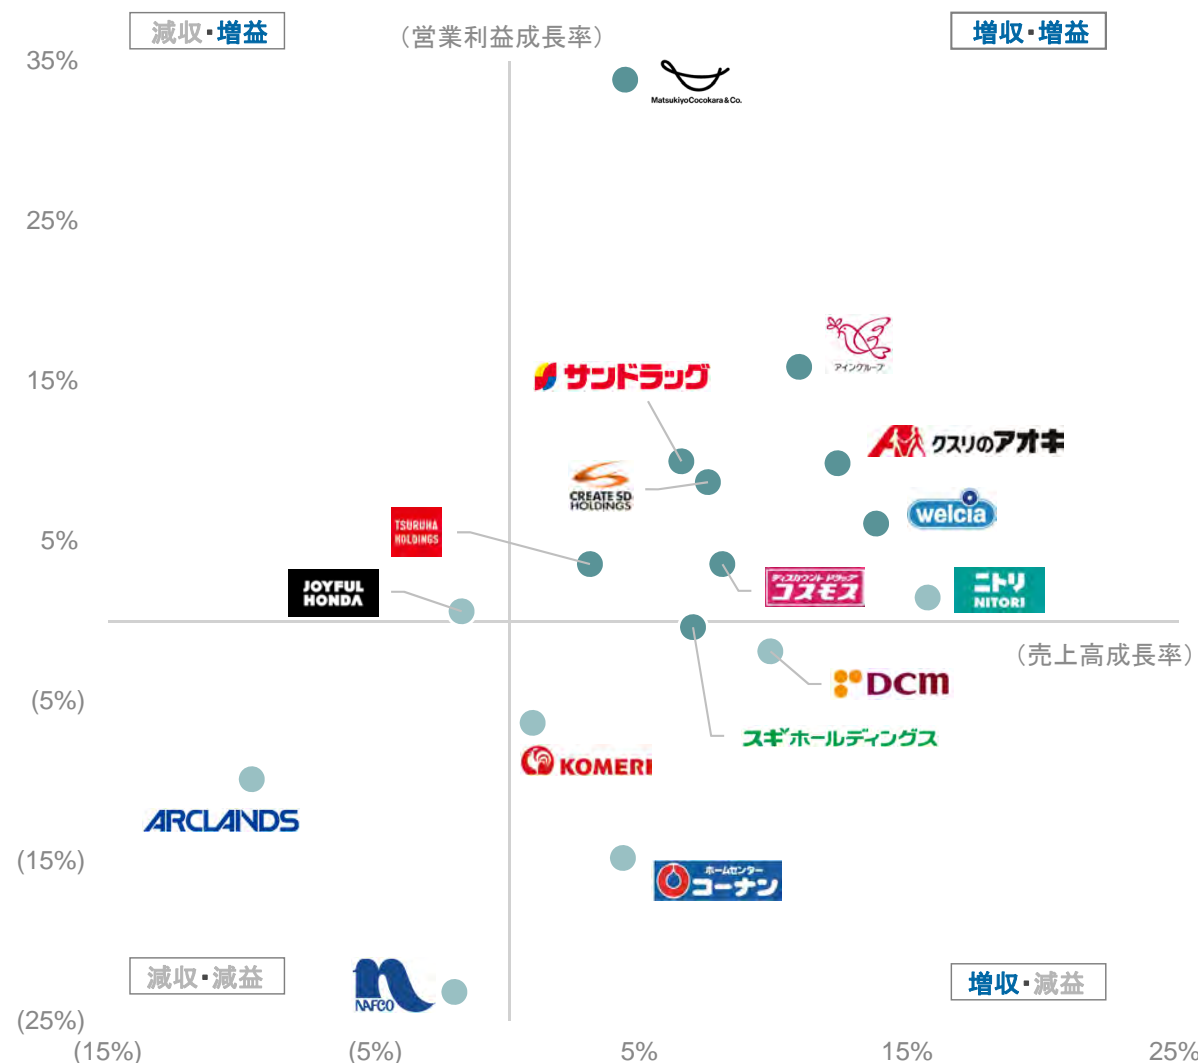 減収・増益
(営業利益成長率)
増収・増益
35%
MatsukiyoCocokara&Co.
25%
アイングループ
15%
サンドラッグ
クスリのアオキ
CREATE SD
HOLDINGS
welcia
TSURUHA
HOLDINGS
5%
ディスカウント ドラッグ
コスモス
ニトリ
NITORI
JOYFUL
HONDA
(売上高成長率)
DCM
(5%)
スギホールディングス
KOMERI
ARCLANDS
(15%)
ホームセンター
コーナン
減収・減益
NAFCO
増収・減益
(25%)
(15%)
(5%)
5%
15%
25%